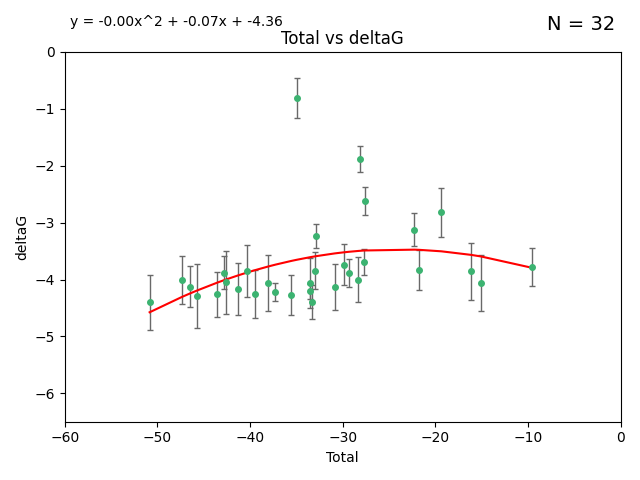 y = -0.00x^2 + -0.07x + -4.36
N = 32
Total vs deltaG
deltaG
0
−1
−2
−3
−4
−5
−6
−60
−50
−40
−30
−20
−10
0
Total